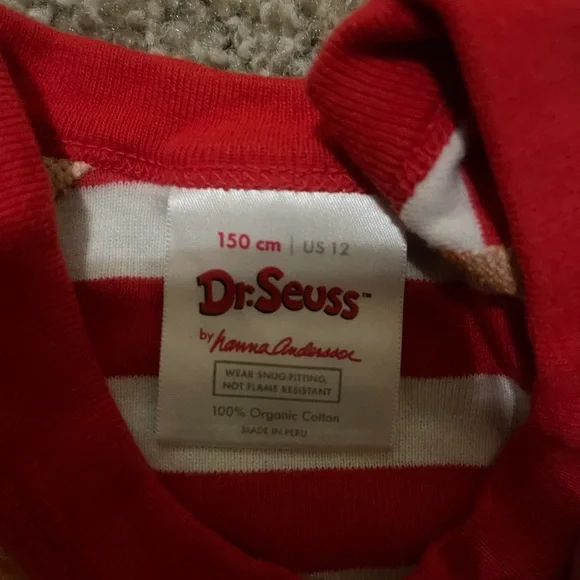 150 cm | US 12
Dr. Seuss™
by hanna Andersson
WEAR SNUG-FITTING,
NOT FLAME RESISTANT
100% Organic Cotton
MADE IN PERU